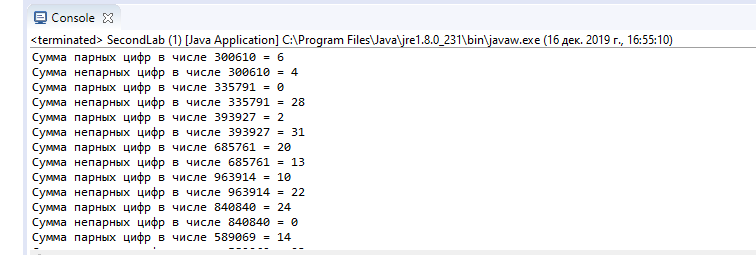 Console
<terminated> SecondLab (1) [Java Application] C:\Program Files\Java\jre1.8.0_231\bin\javaw.exe (16 дек. 2019 г., 16:55:10)
Сумма парных цифр в числе 300610 = 6
Сумма непарных цифр в числе 300610 = 4
Сумма парных цифр в числе 335791 = 0
Сумма непарных цифр в числе 335791 = 28
Сумма парных цифр в числе 393927 = 2
Сумма непарных цифр в числе 393927 = 31
Сумма парных цифр в числе 685761 = 20
Сумма непарных цифр в числе 685761 = 13
Сумма парных цифр в числе 963914 = 10
Сумма непарных цифр в числе 963914 = 22
Сумма парных цифр в числе 840840 = 24
Сумма непарных цифр в числе 840840 = 0
Сумма парных цифр в числе 589069 = 14